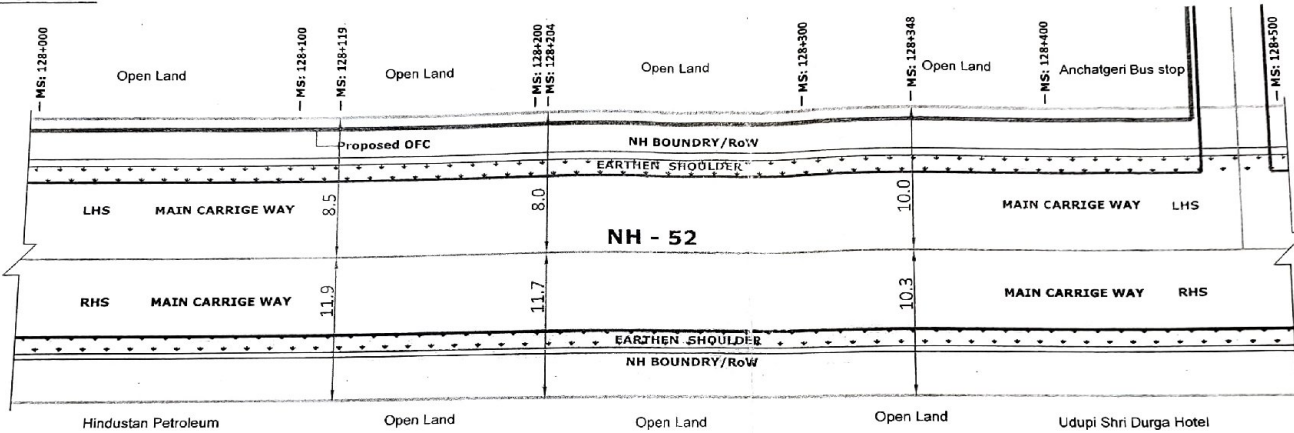 MS: 128+000
MS: 128+100
MS: 128+119
MS: 128+200
MS: 128+204
MS: 128+300
MS: 128+348
MS: 128+400
MS: 128+500
Open Land
Open Land
Open Land
Open Land
Anchatgeri Bus stop
Proposed OFC
NH BOUNDRY/RoW
EARTHEN SHOULDER
LHS MAIN CARRIGE WAY
8.5
8.0
10.0
MAIN CARRIGE WAY LHS
NH - 52
RHS MAIN CARRIGE WAY
11.9
11.7
10.3
MAIN CARRIGE WAY RHS
EARTHEN SHOULDER
NH BOUNDRY/RoW
Hindustan Petroleum
Open Land
Open Land
Open Land
Udupi Shri Durga Hotel